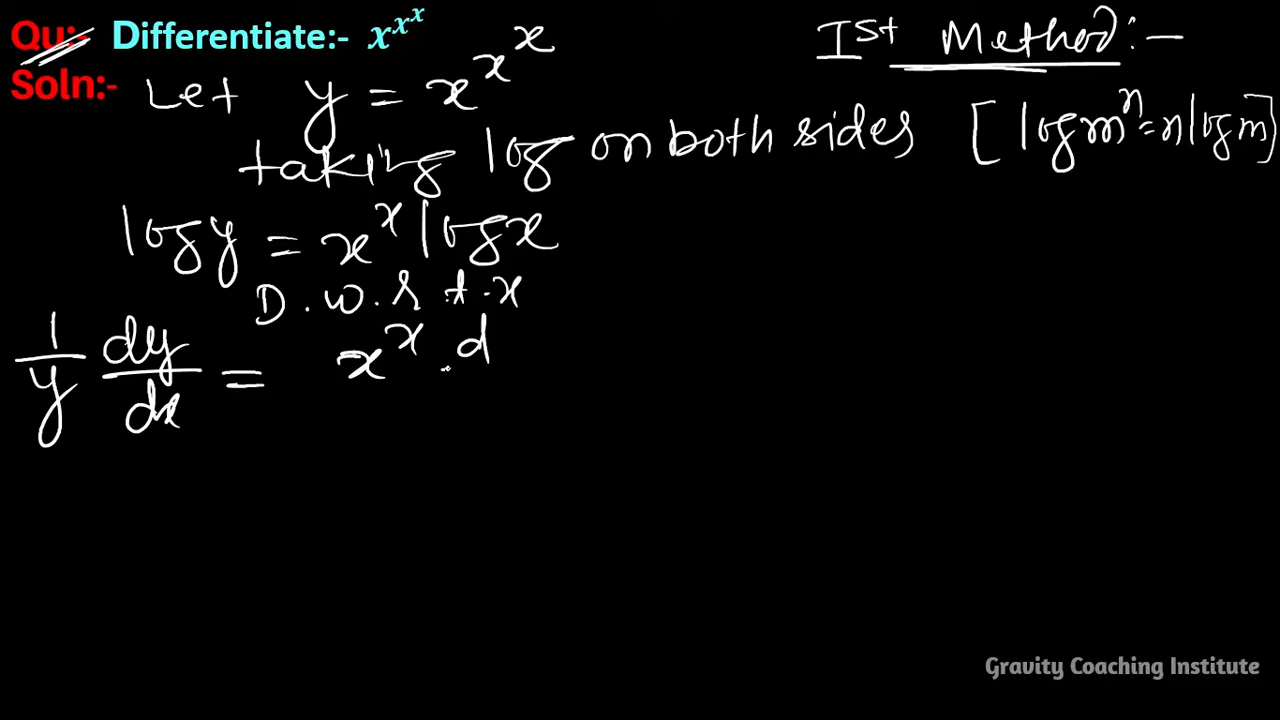 Qu:- Differentiate:- x^{x^x}
Ist Method:-
Soln:- Let y = x^{x^x}
taking log on both sides [log m^n = n log m]
log y = x^x log x
D.w.r.t.x
1/y dy/dx = x^x . d
Gravity Coaching Institute